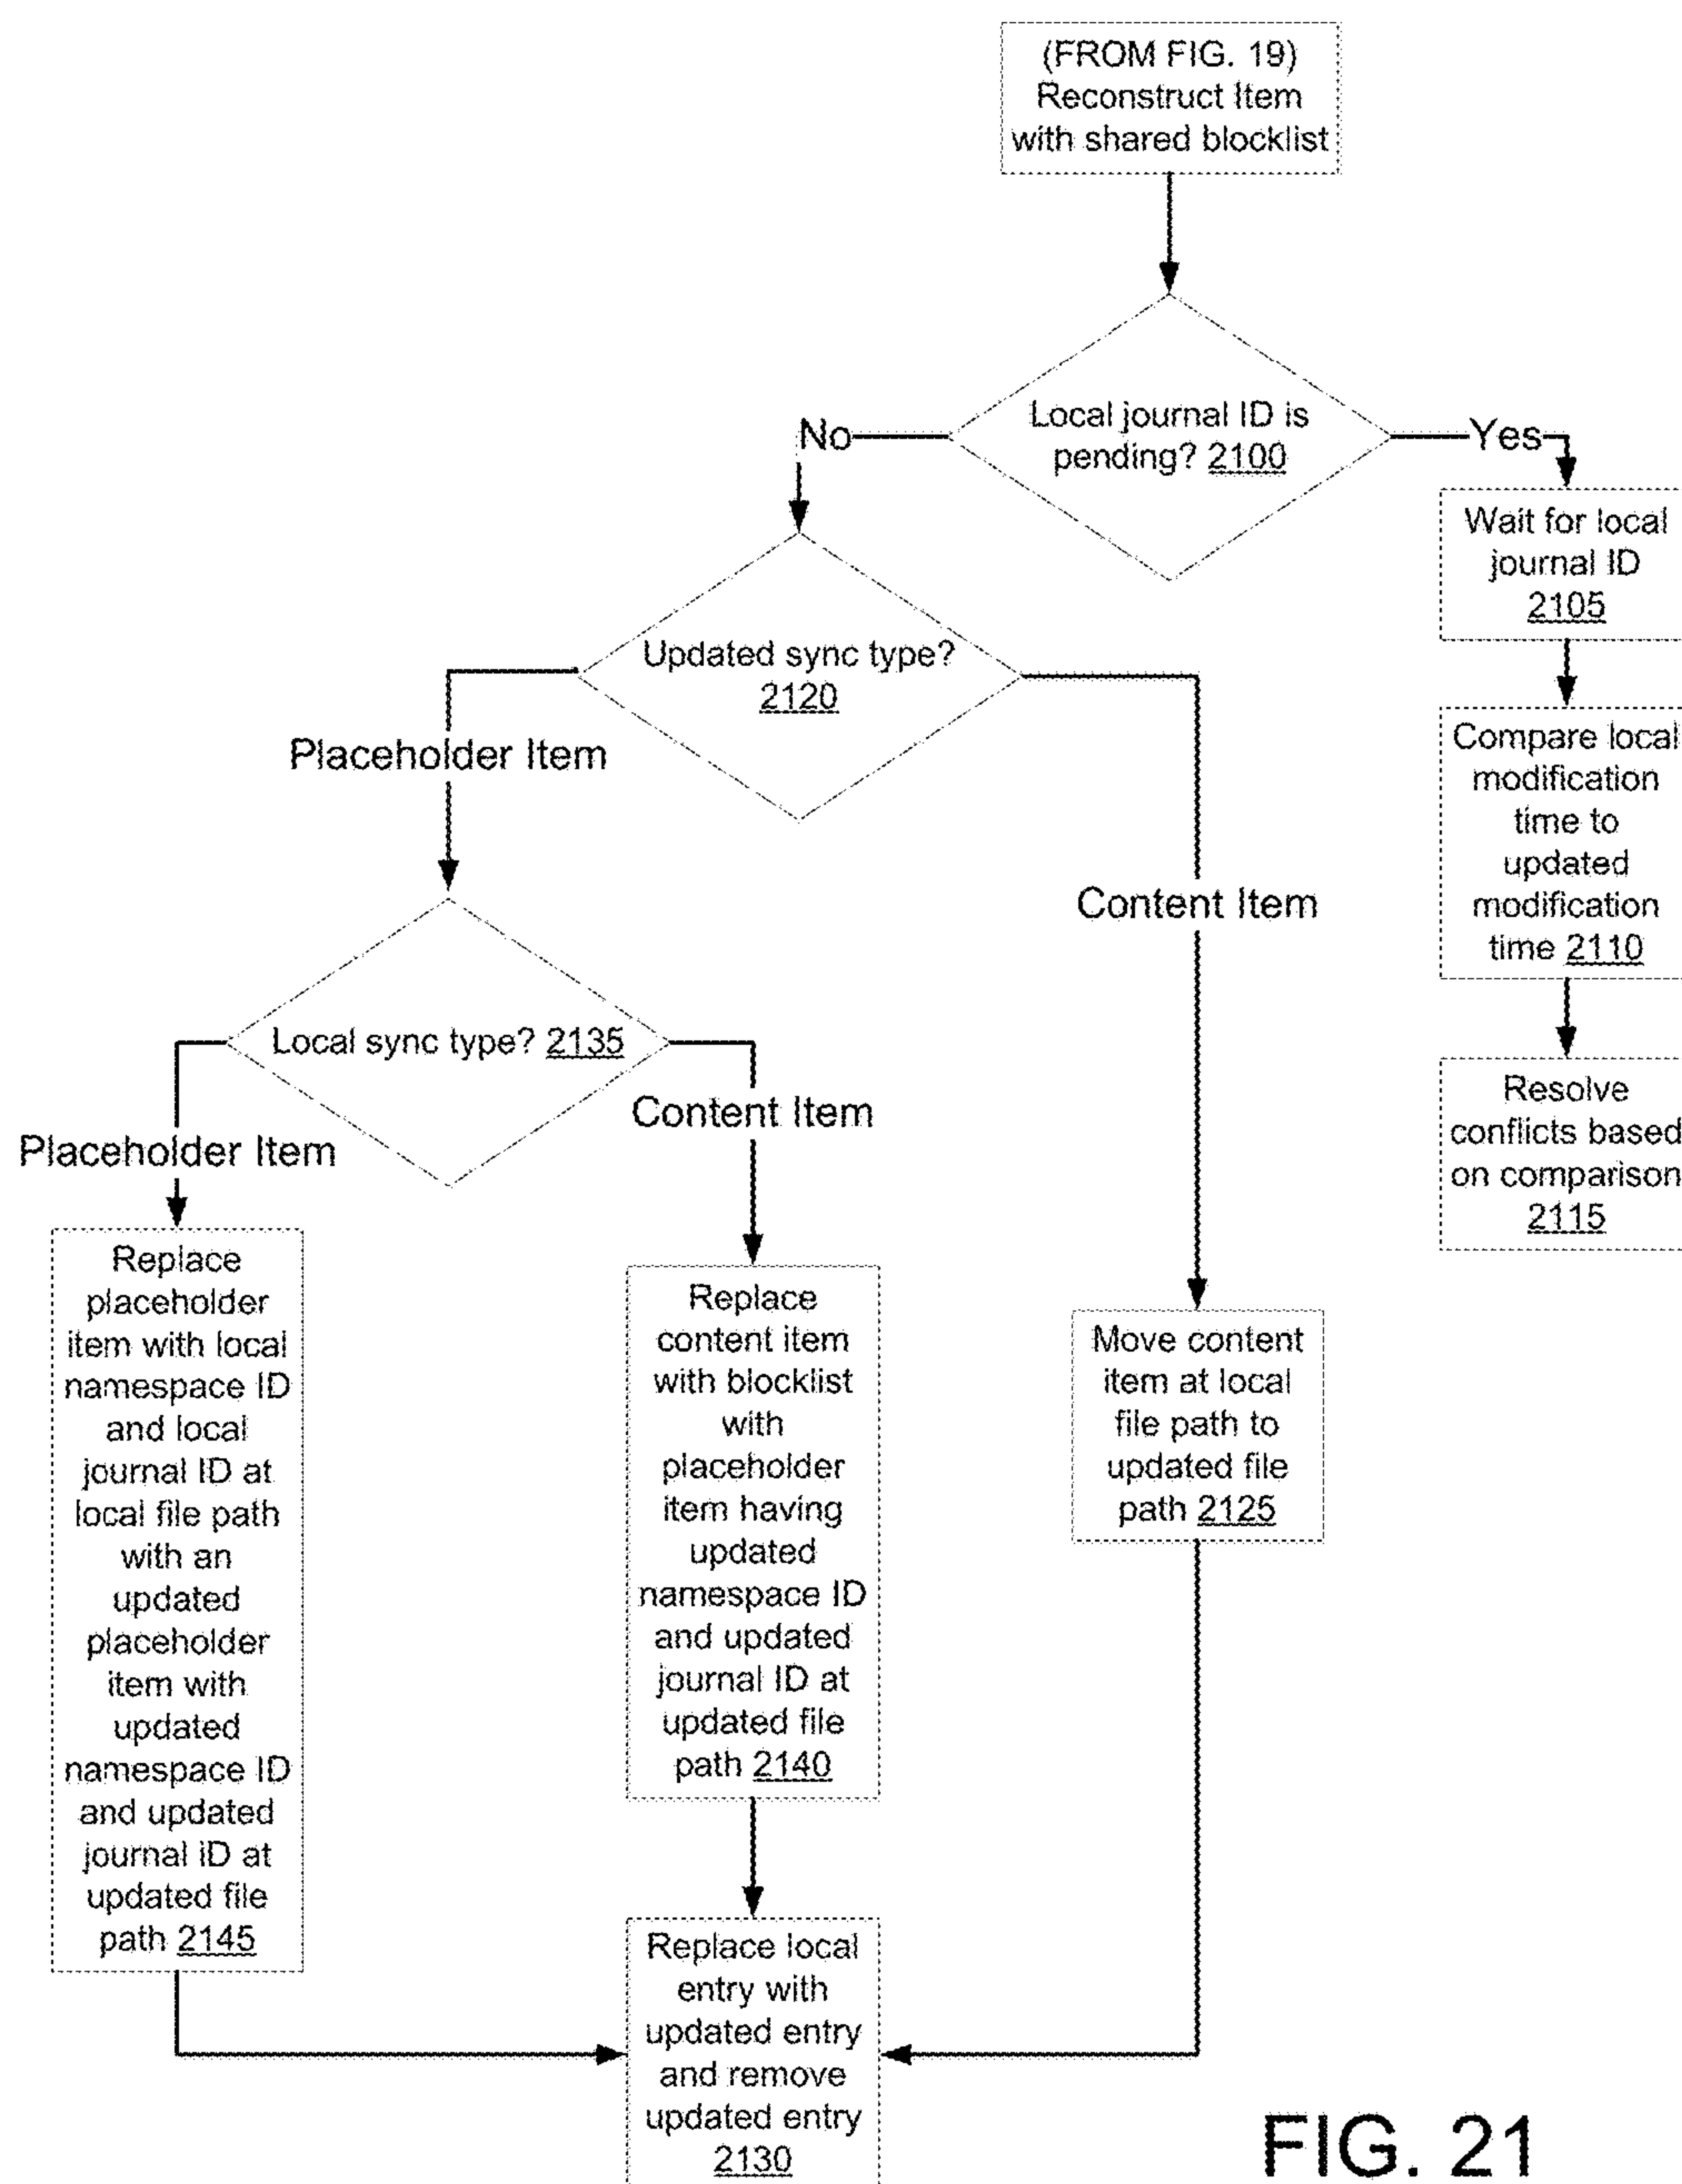 (FROM FIG. 19)
Reconstruct Item
with shared blocklist
Local journal ID is
pending? 2100
No
Yes
Wait for local
journal ID
2105
Updated sync type?
2120
Compare local
modification
time to
updated
modification
time 2110
Placeholder Item
Content Item
Local sync type? 2135
Resolve
conflicts based
on comparison
2115
Placeholder Item
Content Item
Replace
placeholder
item with local
namespace ID
and local
journal ID at
local file path
with an
updated
placeholder
item with
updated
namespace ID
and updated
journal iD at
updated file
path 2145
Replace
content item
with blocklist
with
placeholder
item having
updated
namespace ID
and updated
journal ID at
updated file
path 2140
Move content
item at local
file path to
updated file
path 2125
Replace local
entry with
updated entry
and remove
updated entry
2130
FIG. 21